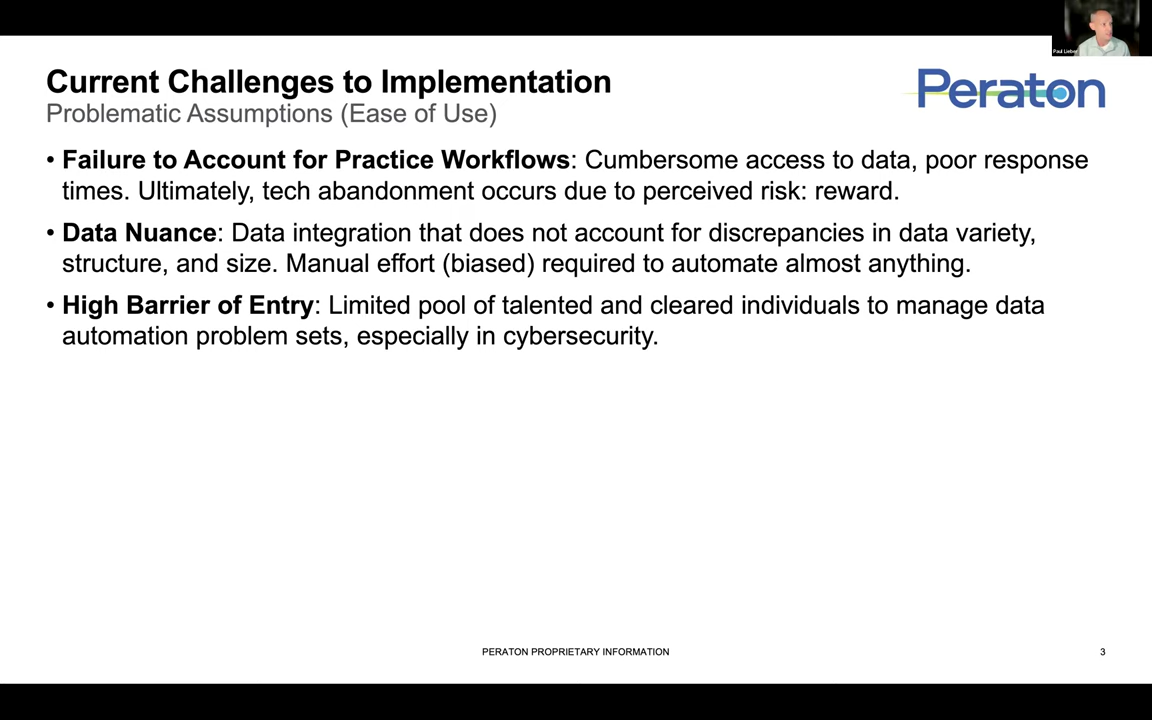 Paul Lieber
Current Challenges to Implementation
Peraton
Problematic Assumptions (Ease of Use)
• Failure to Account for Practice Workflows: Cumbersome access to data, poor response
times. Ultimately, tech abandonment occurs due to perceived risk: reward.
• Data Nuance: Data integration that does not account for discrepancies in data variety,
structure, and size. Manual effort (biased) required to automate almost anything.
• High Barrier of Entry: Limited pool of talented and cleared individuals to manage data
automation problem sets, especially in cybersecurity.
PERATON PROPRIETARY INFORMATION
3